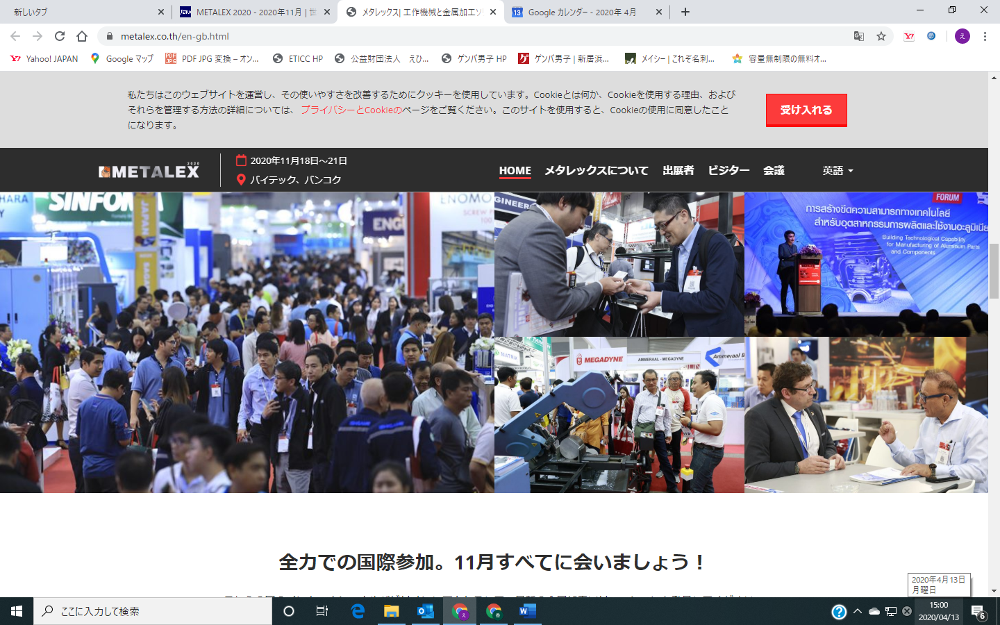 新しいタブ
METALEX 2020 - 2020年11月 | 世
メタレックス| 工作機械と金属加工ソ
Google カレンダー - 2020年 4月
metalex.co.th/en-gb.html
Yahoo! JAPAN
Google マップ
PDF JPG 変換 – オン...
ETICC HP
公益財団法人 えひ...
ゲンバ男子 HP
ゲンバ男子 | 新居浜...
メイシー | これぞ名刺...
容量無制限の無料オ...
私たちはこのウェブサイトを運営し、その使いやすさを改善するためにクッキーを使用しています。Cookieとは何か、Cookieを使用する理由、および
それらを管理する方法の詳細については、 プライバシーとCookieのページをご覧ください。このサイトを使用すると、Cookieの使用に同意したこと
になります。
受け入れる
METALEX
2020
2020年11月18日〜21日
バイテック、バンコク
HOME
メタレックスについて
出展者
ビジター
会議
英語
HARA
SINFON
JAPAN
ENOMO
SCREW
ENGI
GINEERI
FORUM
การสร้างขีดความสามารถทางเทคโนโลยี
สำหรับอุตสาหกรรมการผลิตและใช้งานอะลูมิเนีย
Building Technological Capability
for Manufacturing of Aluminum Parts
and Components
MATRIX
MEGADYNE
AMMERAAL - MEGADYNE
Ammeraal B
全力での国際参加。11月すべてに会いましょう！
2020年4月13日
月曜日
ここに入力して検索
15:00
2020/04/13
6